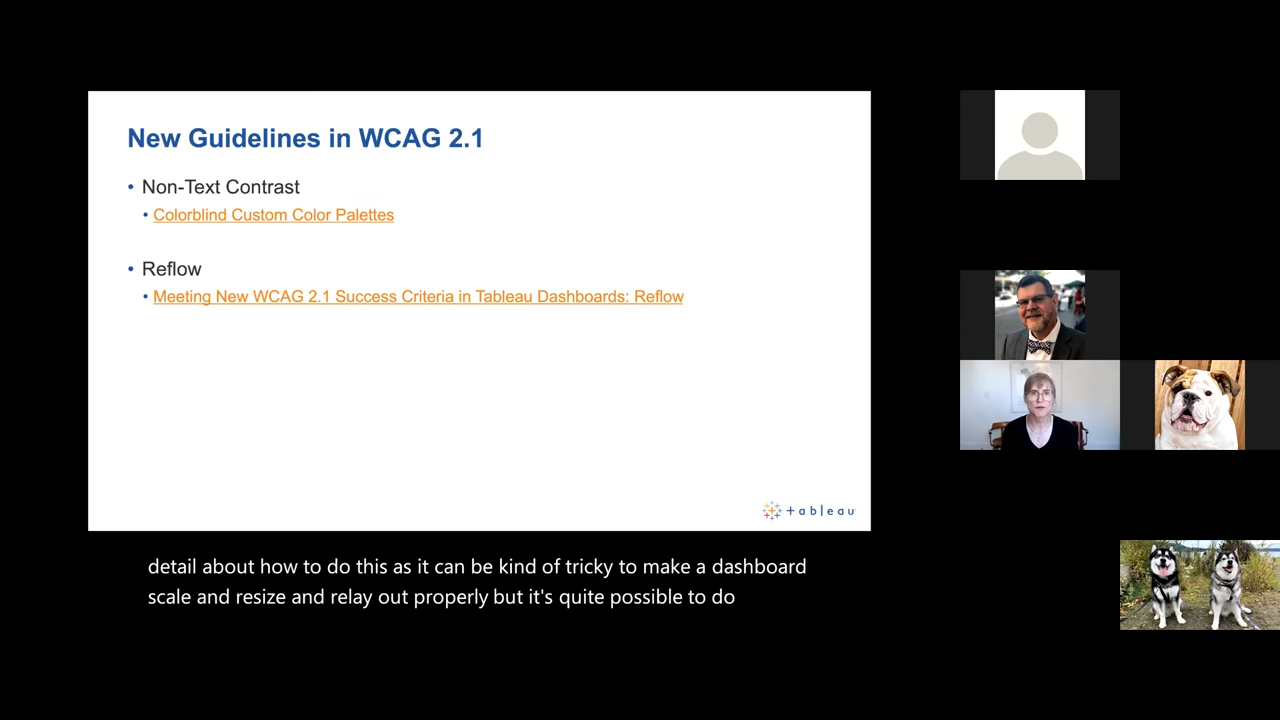 New Guidelines in WCAG 2.1
• Non-Text Contrast
• Colorblind Custom Color Palettes
• Reflow
• Meeting New WCAG 2.1 Success Criteria in Tableau Dashboards: Reflow
+ableau
detail about how to do this as it can be kind of tricky to make a dashboard
scale and resize and relay out properly but it's quite possible to do